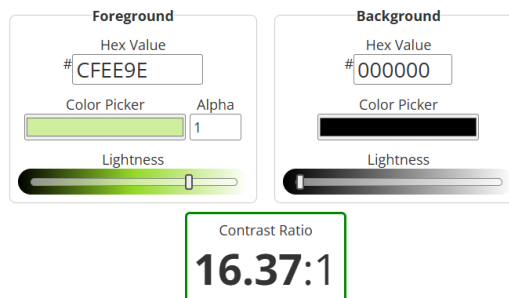 Foreground
Hex Value
# CFEE9E
Color Picker Alpha
1
Lightness
Background
Hex Value
# 000000
Color Picker
Lightness
Contrast Ratio
16.37:1